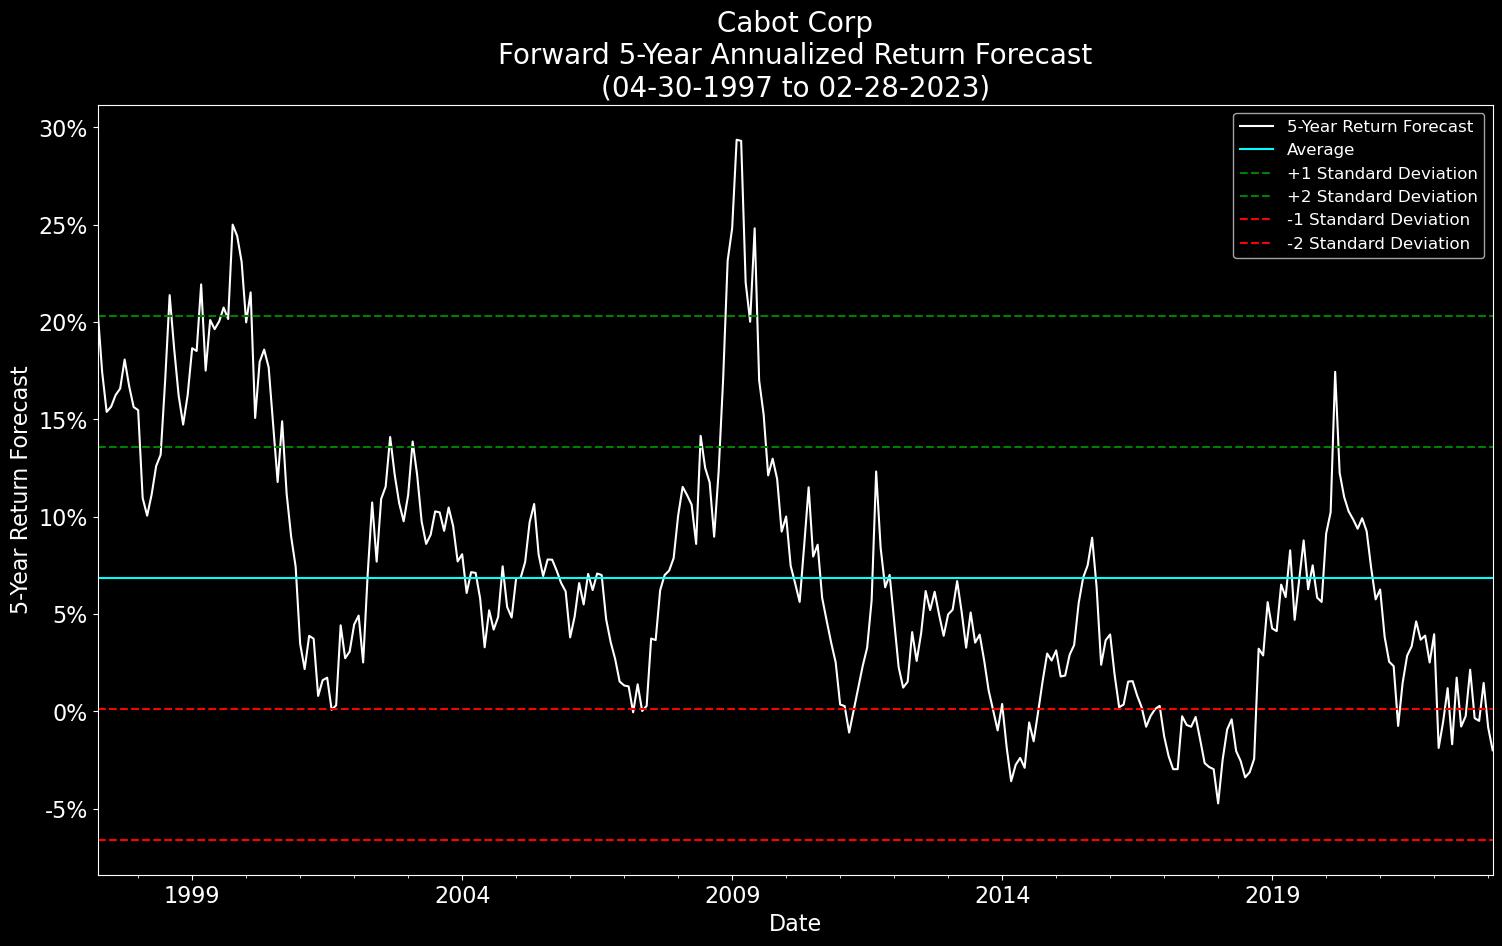 Cabot Corp
Forward 5-Year Annualized Return Forecast
(04-30-1997 to 02-28-2023)
5-Year Return Forecast
Average
+1 Standard Deviation
+2 Standard Deviation
-1 Standard Deviation
-2 Standard Deviation
30%
25%
20%
15%
10%
5%
0%
-5%
5-Year Return Forecast
1999 2004 2009 2014 2019
Date